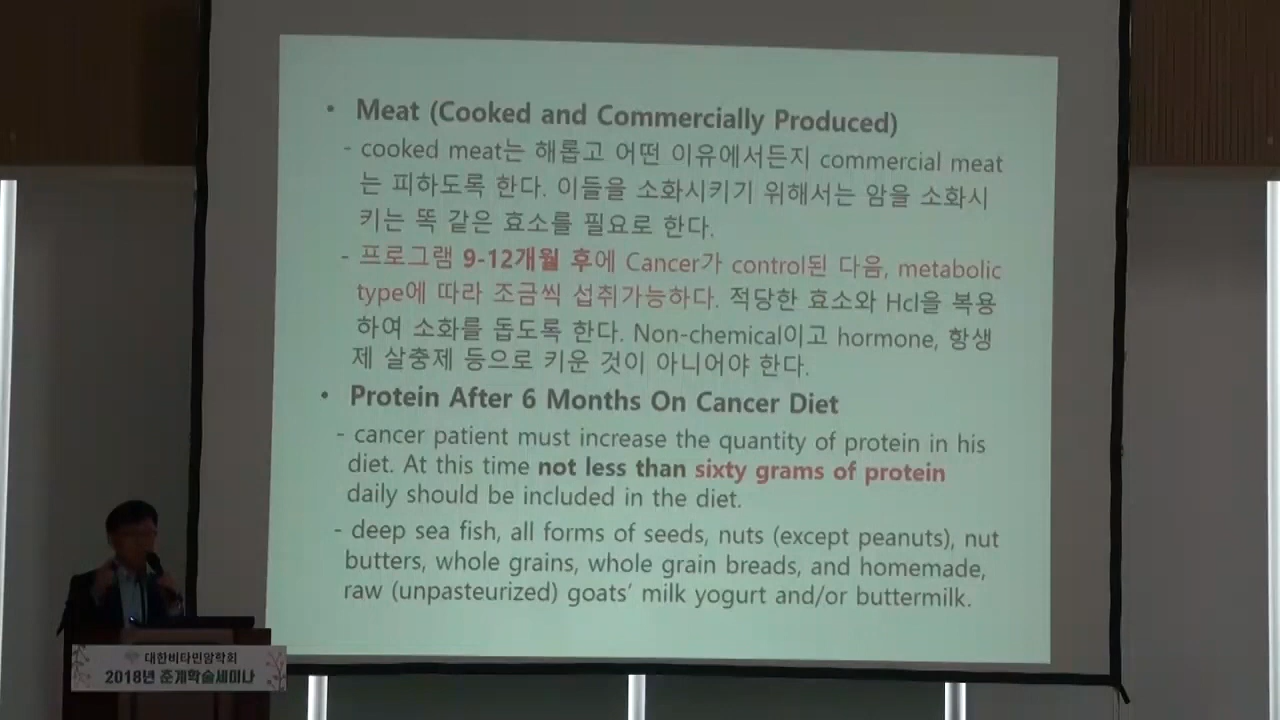 • Meat (Cooked and Commercially Produced)
- cooked meat는 해롭고 어떤 이유에서든지 commercial meat
는 피하도록 한다. 이들을 소화시키기 위해서는 암을 소화시
키는 똑 같은 효소를 필요로 한다.
- 프로그램 9-12개월 후에 Cancer가 control된 다음, metabolic
type에 따라 조금씩 섭취가능하다. 적당한 효소와 Hcl을 복용
하여 소화를 돕도록 한다. Non-chemical이고 hormone, 항생
제 살충제 등으로 키운 것이 아니어야 한다.
• Protein After 6 Months On Cancer Diet
- cancer patient must increase the quantity of protein in his
diet. At this time not less than sixty grams of protein
daily should be included in the diet.
- deep sea fish, all forms of seeds, nuts (except peanuts), nut
butters, whole grains, whole grain breads, and homemade,
raw (unpasteurized) goats’ milk yogurt and/or buttermilk.
대한비타민암학회
2018년 춘계학술세미나